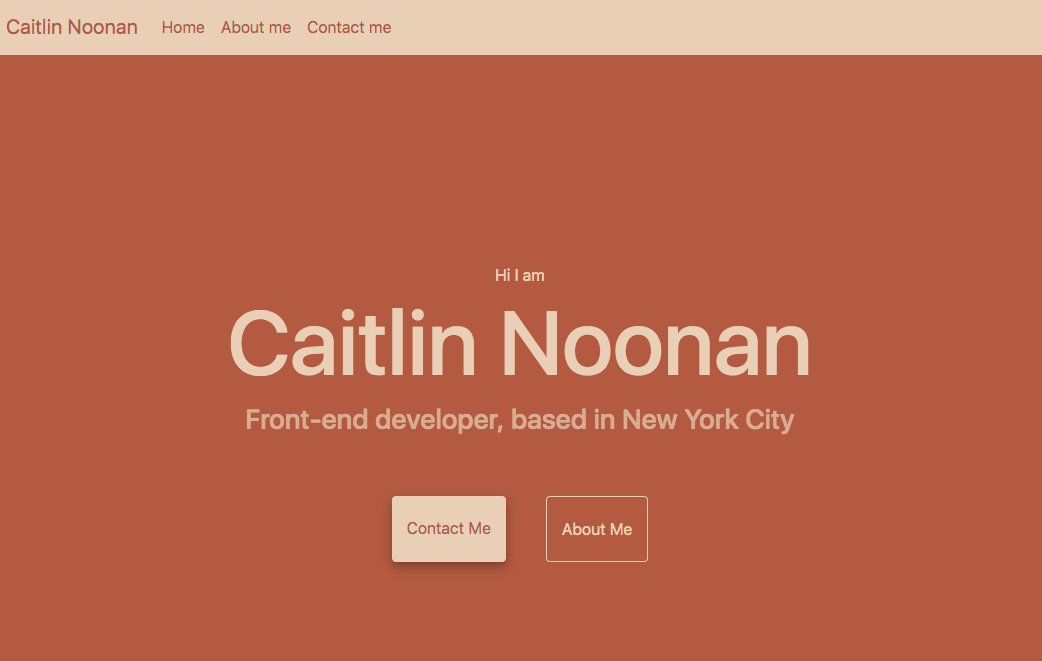 Caitlin Noonan Home About me Contact me
Hi I am
Caitlin Noonan
Front-end developer, based in New York City
Contact Me About Me